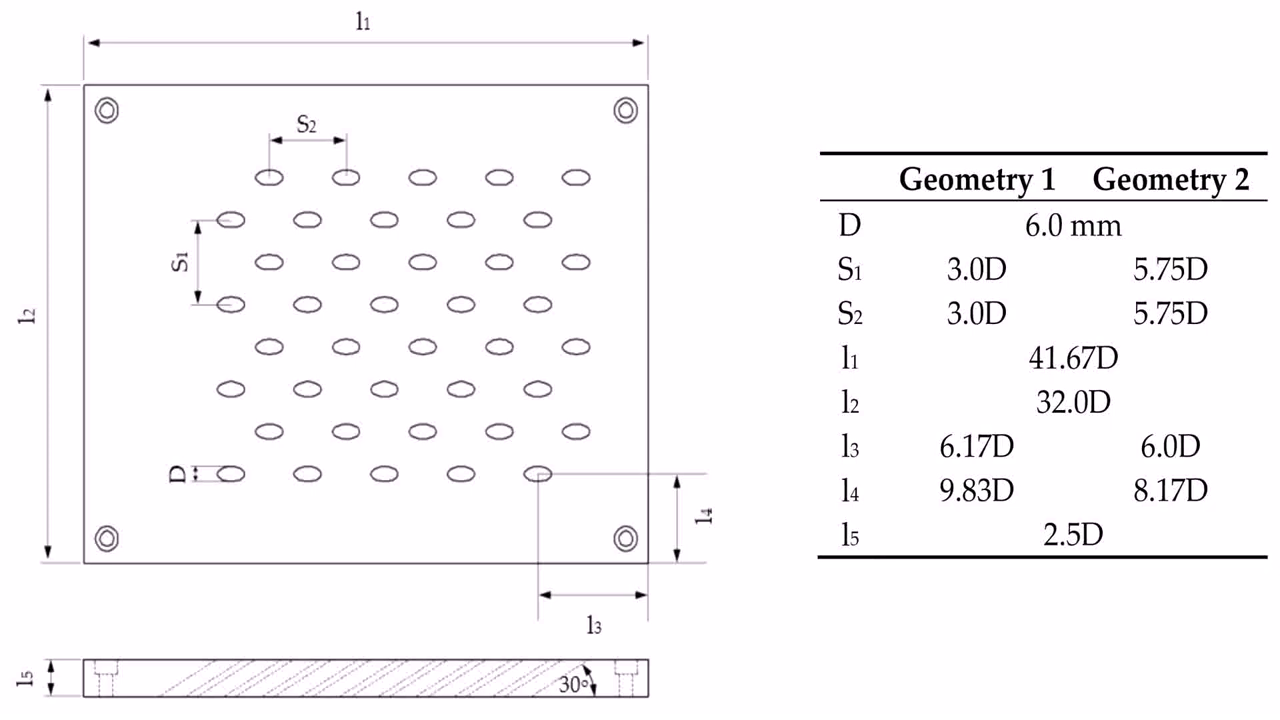 l1
S2
S1
l2
D
l4
l3
l5
30°
Geometry 1 Geometry 2
D 6.0 mm
S1 3.0D 5.75D
S2 3.0D 5.75D
l1 41.67D
l2 32.0D
l3 6.17D 6.0D
l4 9.83D 8.17D
l5 2.5D